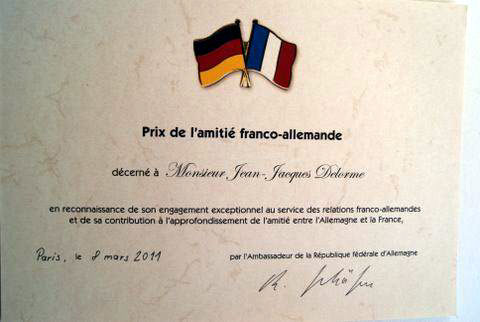 Prix de l'amitié franco-allemande
décerné à Monsieur Jean-Jacques Delorme
en reconnaissance de son engagement exceptionnel au service des relations franco-allemandes
et de sa contribution à l'approfondissement de l'amitié entre l'Allemagne et la France,
Paris, le 8 mars 2011
par l'Ambassadeur de la République fédérale d'Allemagne
R.